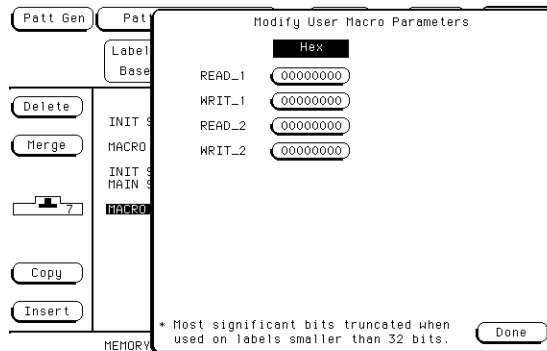 Patt Gen
Patt
Modify User Macro Parameters
Label
Base
Hex
READ_1 00000000
WRIT_1 00000000
READ_2 00000000
WRIT_2 00000000
Delete
Merge
7
Copy
Insert
INIT S
MACRO
INIT S
MAIN S
MACRO
* Most significant bits truncated when
used on labels smaller than 32 bits.
Done
MEMORY